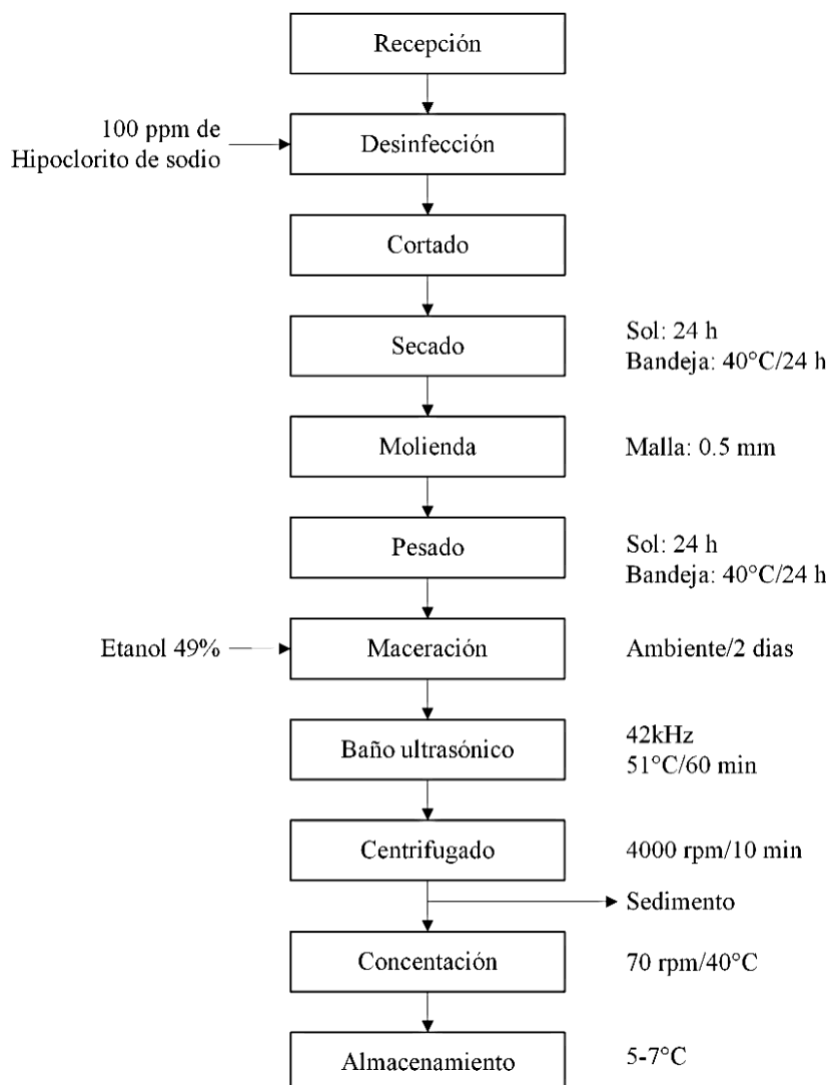 Recepción
100 ppm de
Hipoclorito de sodio
Desinfección
Cortado
Secado
Sol: 24 h
Bandeja: 40°C/24 h
Molienda
Malla: 0.5 mm
Pesado
Sol: 24 h
Bandeja: 40°C/24 h
Etanol 49%
Maceración
Ambiente/2 dias
Baño ultrasónico
42kHz
51°C/60 min
Centrifugado
4000 rpm/10 min
Sedimento
Concentación
70 rpm/40°C
Almacenamiento
5-7°C